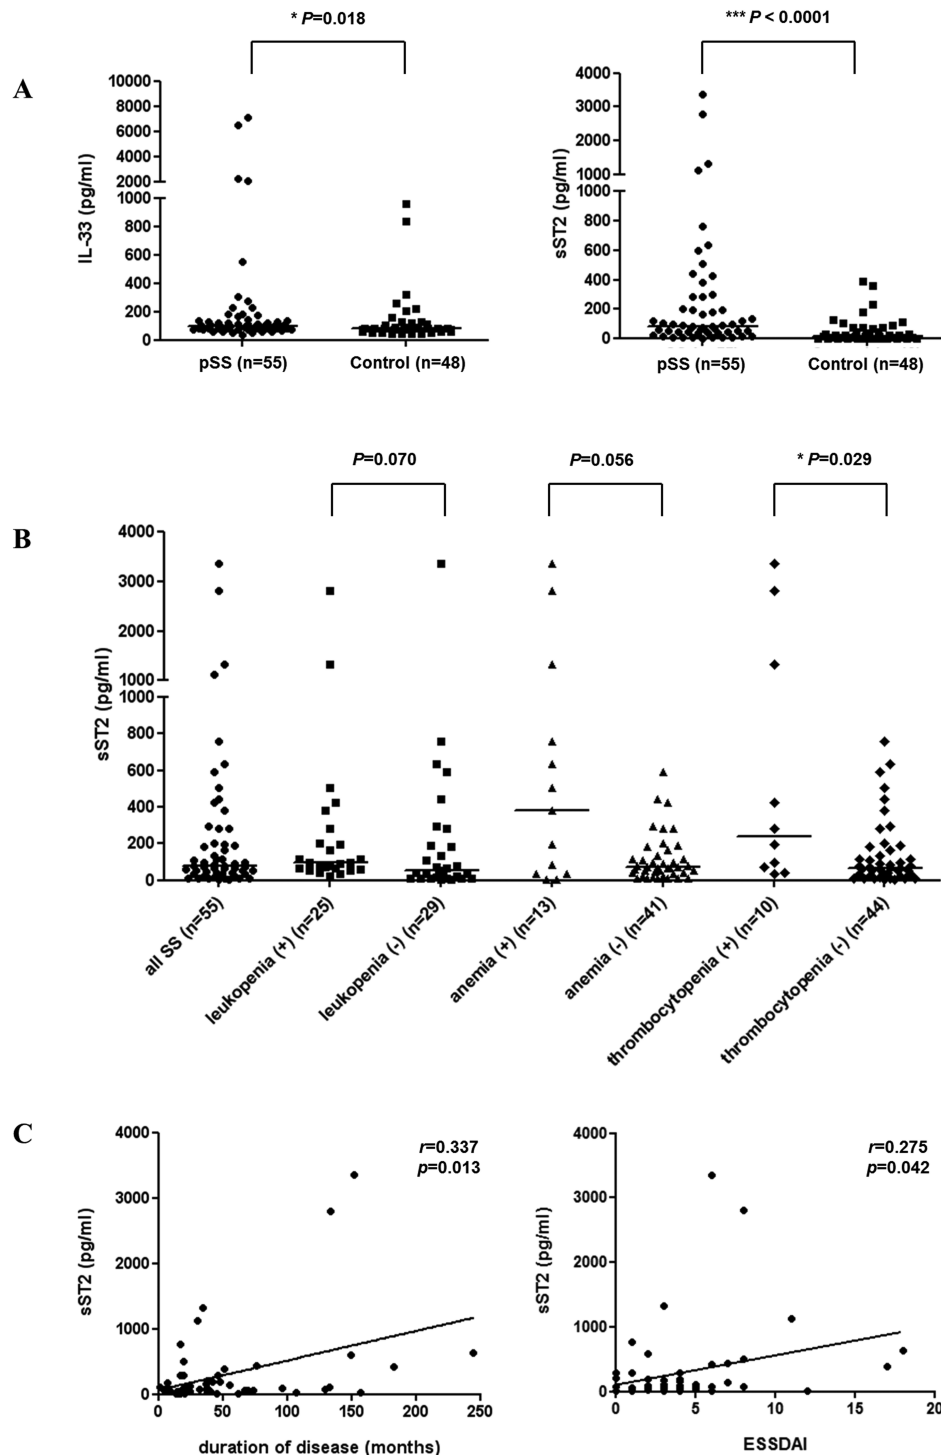 * P=0.018
*** P < 0.0001
A
IL-33 (pg/ml)
10000
8000
6000
4000
2000
1000
800
600
400
200
0
pSS (n=55)
Control (n=48)
sST2 (pg/ml)
4000
3000
2000
1000
1000
800
600
400
200
0
pSS (n=55)
Control (n=48)
P=0.070
P=0.056
* P=0.029
B
sST2 (pg/ml)
4000
3000
2000
1000
1000
800
600
400
200
0
all SS (n=55)
leukopenia (+) (n=25)
leukopenia (-) (n=29)
anemia (+) (n=13)
anemia (-) (n=41)
thrombocytopenia (+) (n=10)
thrombocytopenia (-) (n=44)
C
sST2 (pg/ml)
4000
3000
2000
1000
0
r=0.337
p=0.013
0 50 100 150 200 250
duration of disease (months)
sST2 (pg/ml)
4000
3000
2000
1000
0
r=0.275
p=0.042
0 5 10 15 20
ESSDAI